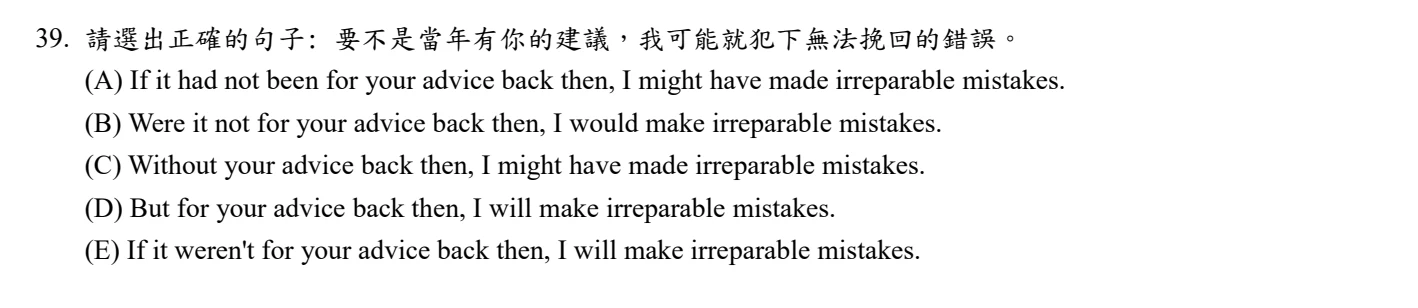 39. 請選出正確的句子: 要不是當年有你的建議，我可能就犯下無法挽回的錯誤。
(A) If it had not been for your advice back then, I might have made irreparable mistakes.
(B) Were it not for your advice back then, I would make irreparable mistakes.
(C) Without your advice back then, I might have made irreparable mistakes.
(D) But for your advice back then, I will make irreparable mistakes.
(E) If it weren't for your advice back then, I will make irreparable mistakes.